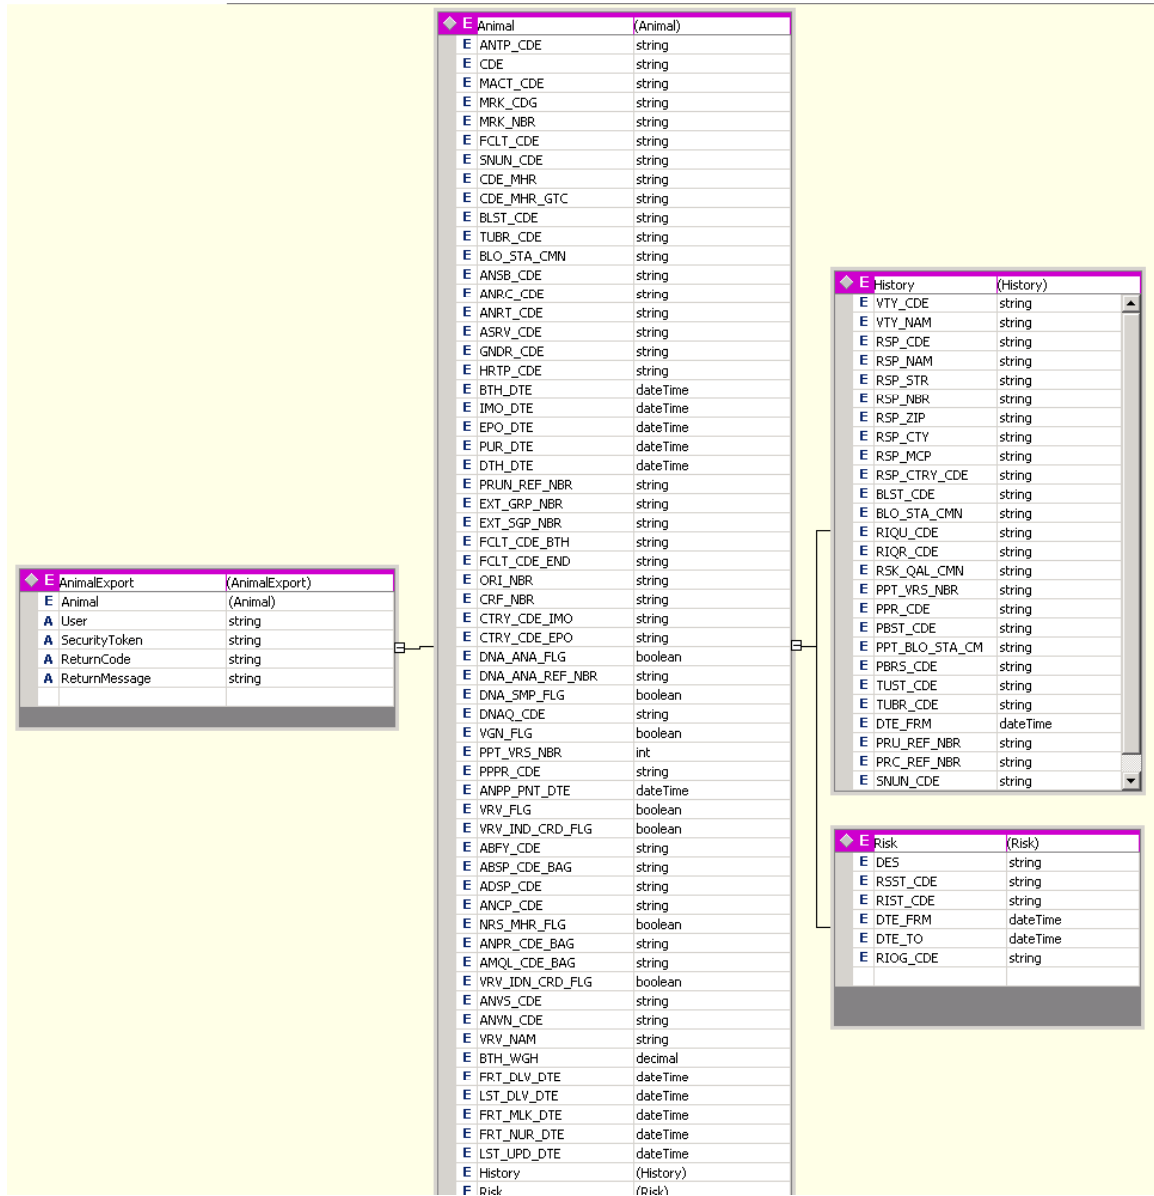 E AnimalExport (AnimalExport)
E Animal (Animal)
A User string
A SecurityToken string
A ReturnCode string
A ReturnMessage string
E Animal (Animal)
E ANTP_CDE string
E CDE string
E MACT_CDE string
E MRK_CDG string
E MRK_NBR string
E FCLT_CDE string
E SNUN_CDE string
E CDE_MHR string
E CDE_MHR_GTC string
E BLST_CDE string
E TUBR_CDE string
E BLO_STA_CMN string
E ANSB_CDE string
E ANRC_CDE string
E ANRT_CDE string
E ASRV_CDE string
E GNDR_CDE string
E HRTP_CDE string
E BTH_DTE dateTime
E IMO_DTE dateTime
E EPO_DTE dateTime
E PUR_DTE dateTime
E DTH_DTE dateTime
E PRUN_REF_NBR string
E EXT_GRP_NBR string
E EXT_SGP_NBR string
E FCLT_CDE_BTH string
E FCLT_CDE_END string
E ORI_NBR string
E CRF_NBR string
E CTRY_CDE_IMO string
E CTRY_CDE_EPO string
E DNA_ANA_FLG boolean
E DNA_ANA_REF_NBR string
E DNA_SMP_FLG boolean
E DNAQ_CDE string
E VGN_FLG boolean
E PPT_VRS_NBR int
E PPPR_CDE string
E ANPP_PNT_DTE dateTime
E VRV_FLG boolean
E VRV_IND_CRD_FLG boolean
E ABFY_CDE string
E ABSP_CDE_BAG string
E ADSP_CDE string
E ANCP_CDE string
E NRS_MHR_FLG boolean
E ANPR_CDE_BAG string
E AMQL_CDE_BAG string
E VRV_IDN_CRD_FLG boolean
E ANVS_CDE string
E ANVN_CDE string
E VRV_NAM string
E BTH_WGH decimal
E FRT_DLV_DTE dateTime
E LST_DLV_DTE dateTime
E FRT_MLK_DTE dateTime
E FRT_NUR_DTE dateTime
E LST_UPD_DTE dateTime
E History (History)
E Risk (Risk)
E History (History)
E VTY_CDE string
E VTY_NAM string
E RSP_CDE string
E RSP_NAM string
E RSP_STR string
E RSP_NBR string
E RSP_ZIP string
E RSP_CTY string
E RSP_MCP string
E RSP_CTRY_CDE string
E BLST_CDE string
E BLO_STA_CMN string
E RIQU_CDE string
E RIQR_CDE string
E RSK_QAL_CMN string
E PPT_VRS_NBR string
E PPR_CDE string
E PBST_CDE string
E PPT_BLO_STA_CM string
E PBRS_CDE string
E TUST_CDE string
E TUBR_CDE string
E DTE_FRM dateTime
E PRU_REF_NBR string
E PRC_REF_NBR string
E SNUN_CDE string
E Risk (Risk)
E DES string
E RSST_CDE string
E RIST_CDE string
E DTE_FRM dateTime
E DTE_TO dateTime
E RIOG_CDE string